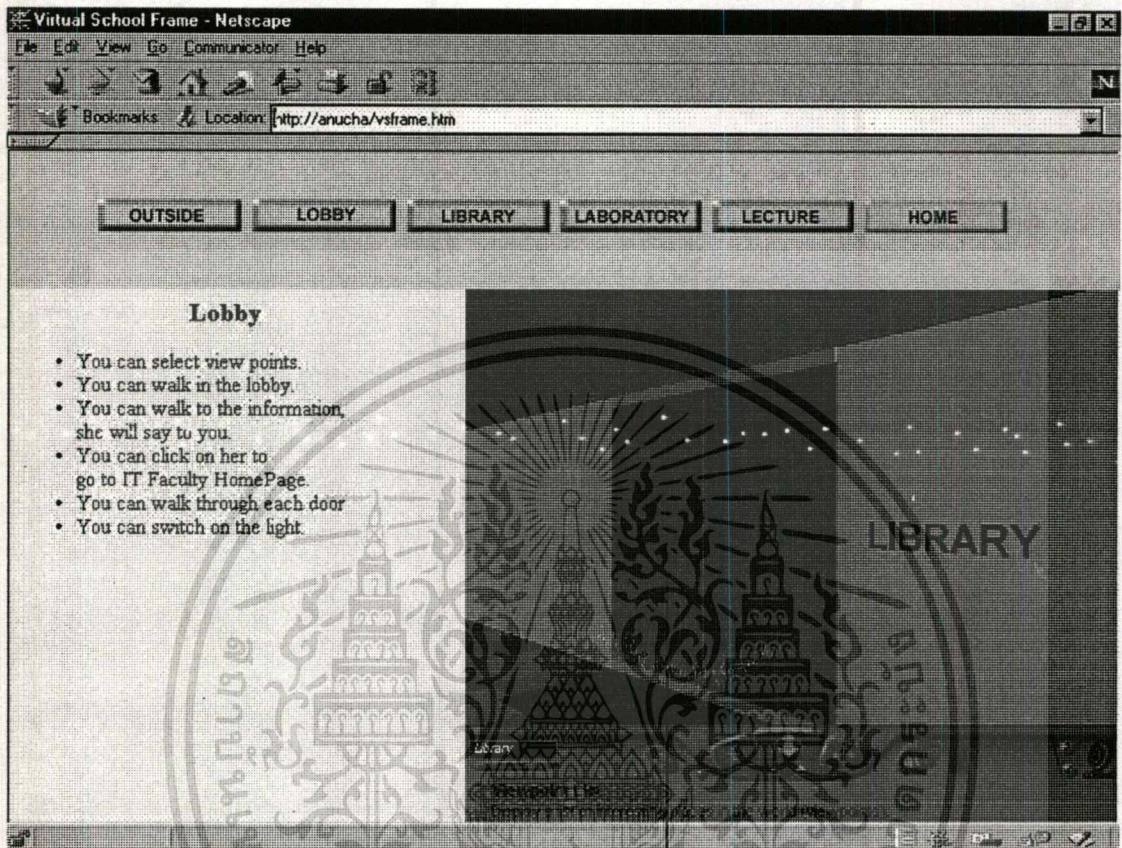 Virtual School Frame - Netscape
File Edit View Go Communicator Help
N
Bookmarks Location: http://anucha/vsframe.htm
OUTSIDE LOBBY LIBRARY LABORATORY LECTURE HOME
Lobby
• You can select view points.
• You can walk in the lobby.
• You can walk to the information,
she will say to you.
• You can click on her to
go to IT Faculty HomePage.
• You can walk through each door
• You can switch on the light.
LIBRARY
Library